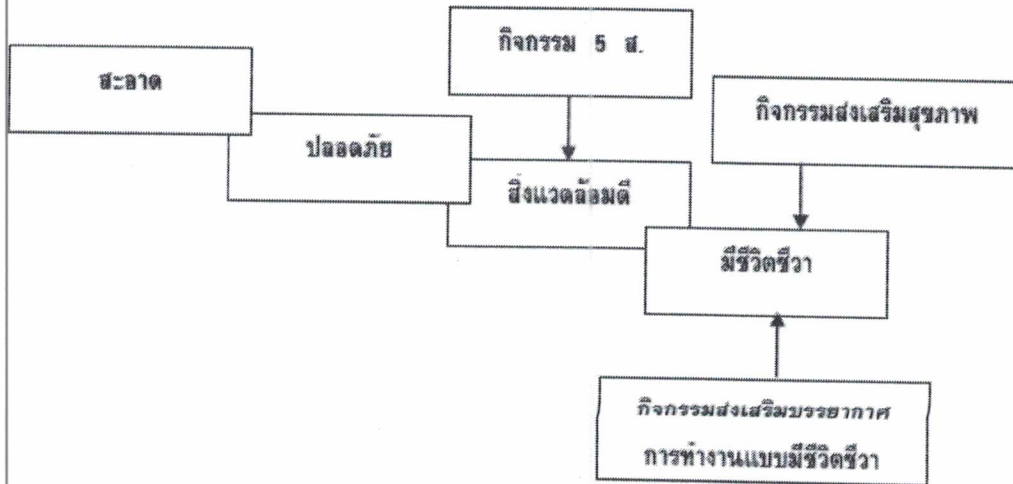 กิจกรรม 5 ส.
สะอาด
กิจกรรมส่งเสริมสุขภาพ
ปลอดภัย
สิ่งแวดล้อมดี
มีชีวิตชีวา
กิจกรรมส่งเสริมบรรยากาศ
การทำงานแบบมีชีวิตชีวา